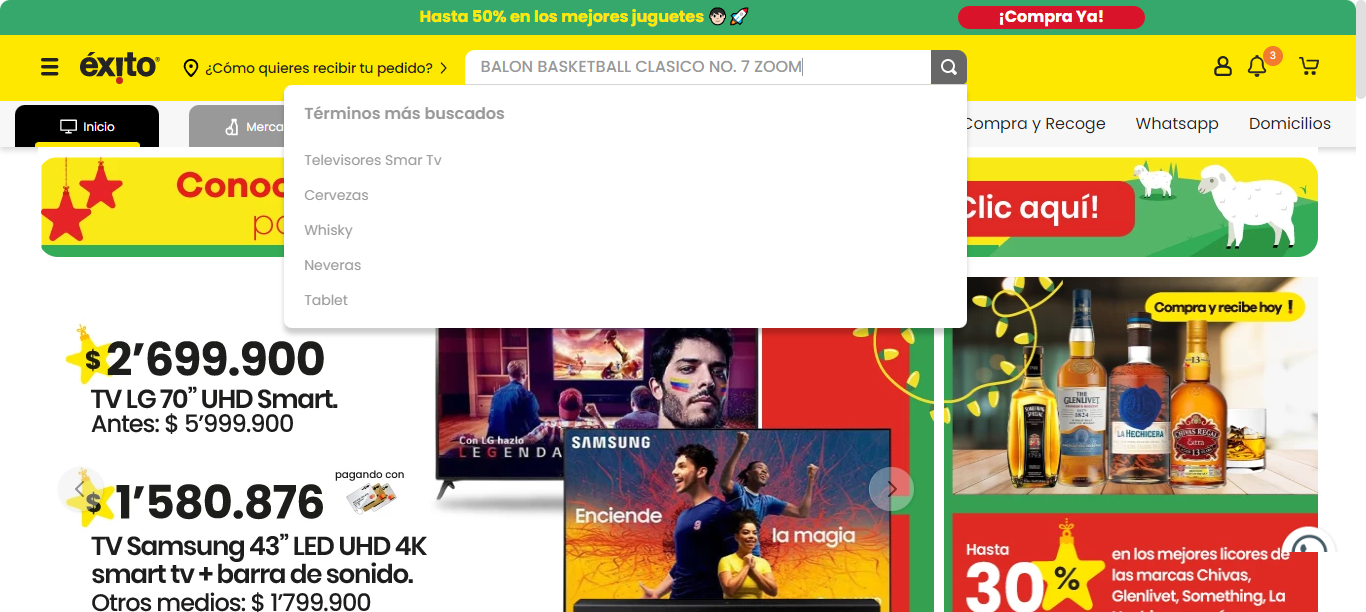 Hasta 50% en los mejores juguetes
¡Compra Ya!
éxito
¿Cómo quieres recibir tu pedido?
BALON BASKETBALL CLASICO NO. 7 ZOOM
3
Inicio
Merca
Compra y Recoge
Whatsapp
Domicilios
Términos más buscados
Televisores Smar Tv
Cervezas
Whisky
Neveras
Tablet
Conoc
po
Clic aquí!
$2’699.900
TV LG 70” UHD Smart.
Antes: $ 5’999.900
pagando con
$1’580.876
TV Samsung 43” LED UHD 4K
smart tv + barra de sonido.
Otros medios: $ 1’799.900
Con LG hazlo
LEGENDA
SAMSUNG
Enciende
la magia
Compra y recibe hoy !
SOMETHING
SPECIAL
THE
GLENLIVET
LA HECHICERA
13
CHIVAS REGAL
Extra
13
Hasta
30%
en los mejores licores de
las marcas Chivas,
Glenlivet, Something, La